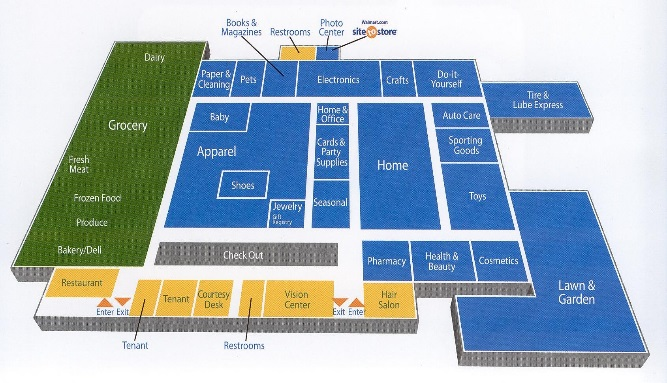 Books &
Magazines
Restrooms
Photo
Center
Walmart.com
site to store
Dairy
Paper &
Cleaning
Pets
Electronics
Crafts
Do-it-
Yourself
Tire &
Lube Express
Grocery
Baby
Home &
Office
Auto Care
Apparel
Cards &
Party
Supplies
Home
Sporting
Goods
Fresh
Meat
Shoes
Toys
Frozen Food
Jewelry
Gift
Registry
Seasonal
Produce
Bakery/Deli
Check Out
Pharmacy
Health &
Beauty
Cosmetics
Restaurant
Lawn &
Garden
Tenant
Courtesy
Desk
Vision
Center
Hair
Salon
Enter Exit
Exit Enter
Tenant
Restrooms